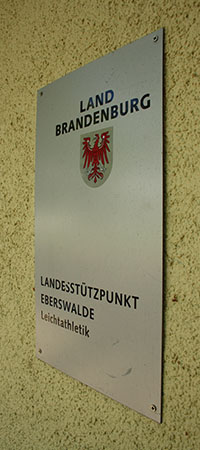 LAND
BRANDENBURG
LANDESSTÜTZPUNKT
EBERSWALDE
Leichtathletik